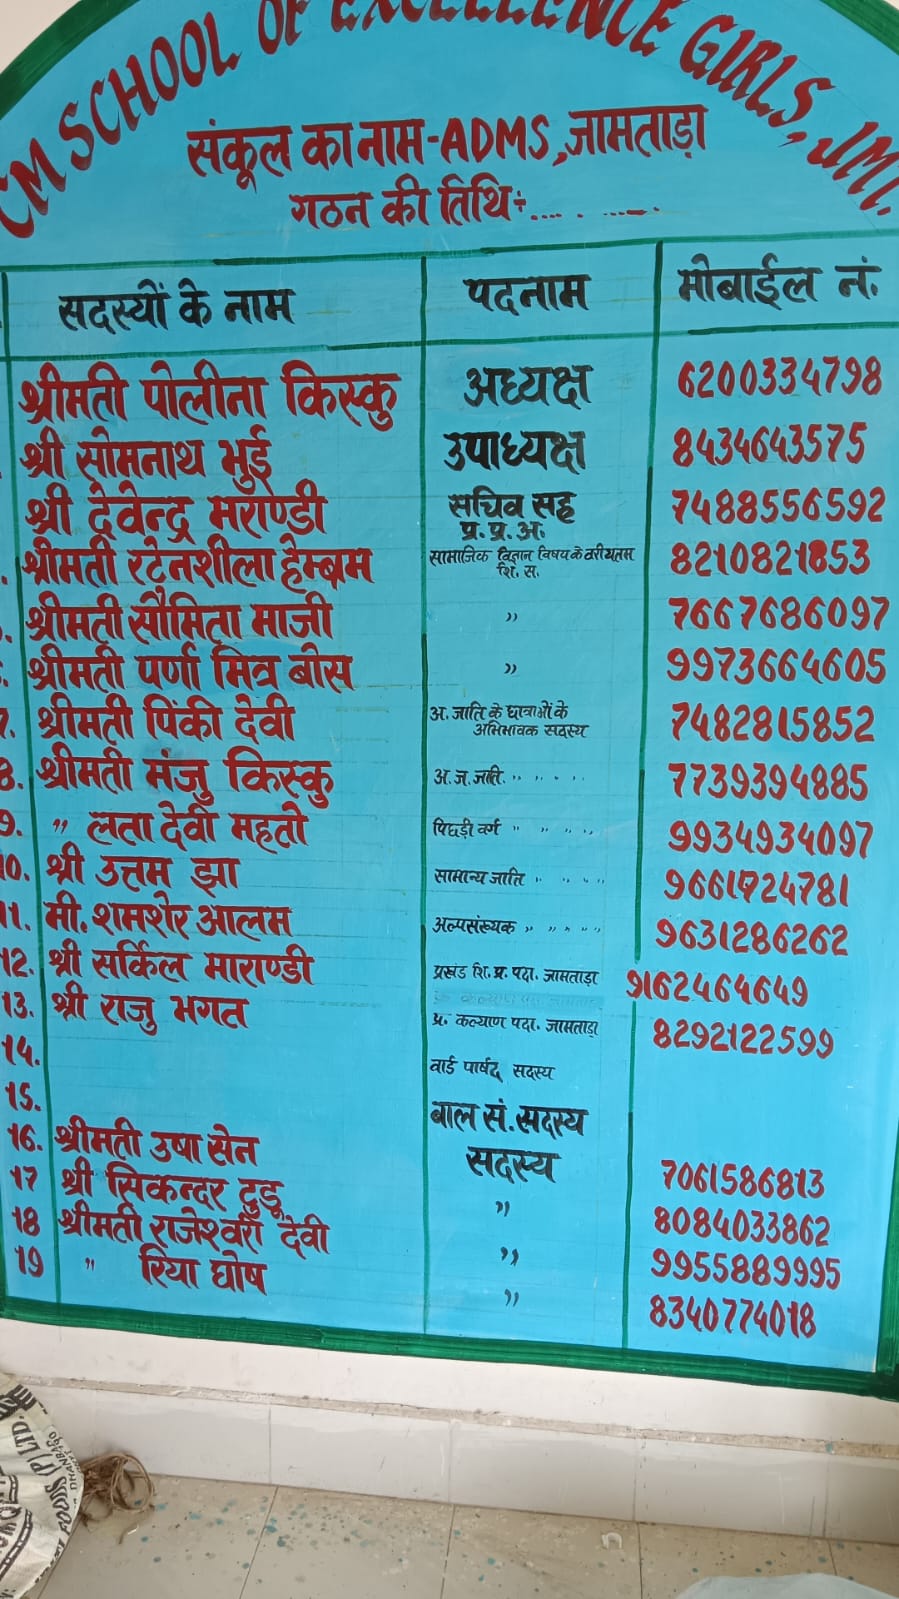 CM SCHOOL OF EXCELLENCE GIRLS, JMT.
संकूल का नाम-ADMS, जामताड़ा
गठन की तिथि÷.... . ....
सदस्यों के नाम पदनाम मोबाईल नं.
श्रीमती पोलीना किस्कु अध्यक्ष 6200334798
श्री सोमनाथ भुई उपाध्यक्ष 8434643575
श्री देवेन्द्र मराण्डी सचिव सह प्र.प्र.अ. 7488556592
श्रीमती स्टेनशीला हेम्ब्रम सामाजिक विज्ञान विषय के वरीयतम शि.स. 8210821853
श्रीमती सौमिता माजी ,, 7667686097
श्रीमती पर्णा मित्र बोस ,, 9973664605
7. श्रीमती पिंकी देवी अ.जाति के छात्राओं के अभिभावक सदस्य 7482815852
8. श्रीमती मंजु किस्कु अ.ज.जाति. ,, ,, ,, 7739394885
9. ,, लता देवी महतो पिछड़ी वर्ग ,, ,, ,, ,, 9934934097
10. श्री उत्तम झा सामान्य जाति ,, ,, ,, ,, 9661724781
11. मो. शमशेर आलम अल्पसंख्यक ,, ,, ,, ,, 9631286262
12. श्री सर्किल माराण्डी प्रखंड शि.प्र. पदा. जामताड़ा 9162464649
13. श्री राजु भगत प्र. कल्याण पदा. जामताड़ा 8292122599
14. वार्ड पार्षद सदस्य
15. बाल सं. सदस्य
16. श्रीमती उषा सेन सदस्य 7061586813
17 श्री सिकन्दर टुडू ,, 8084033862
18 श्रीमती राजेश्वरी देवी ,, 9955889995
19 ,, रिया घोष ,, 8340774018
(P) LTD.
DHANBAD